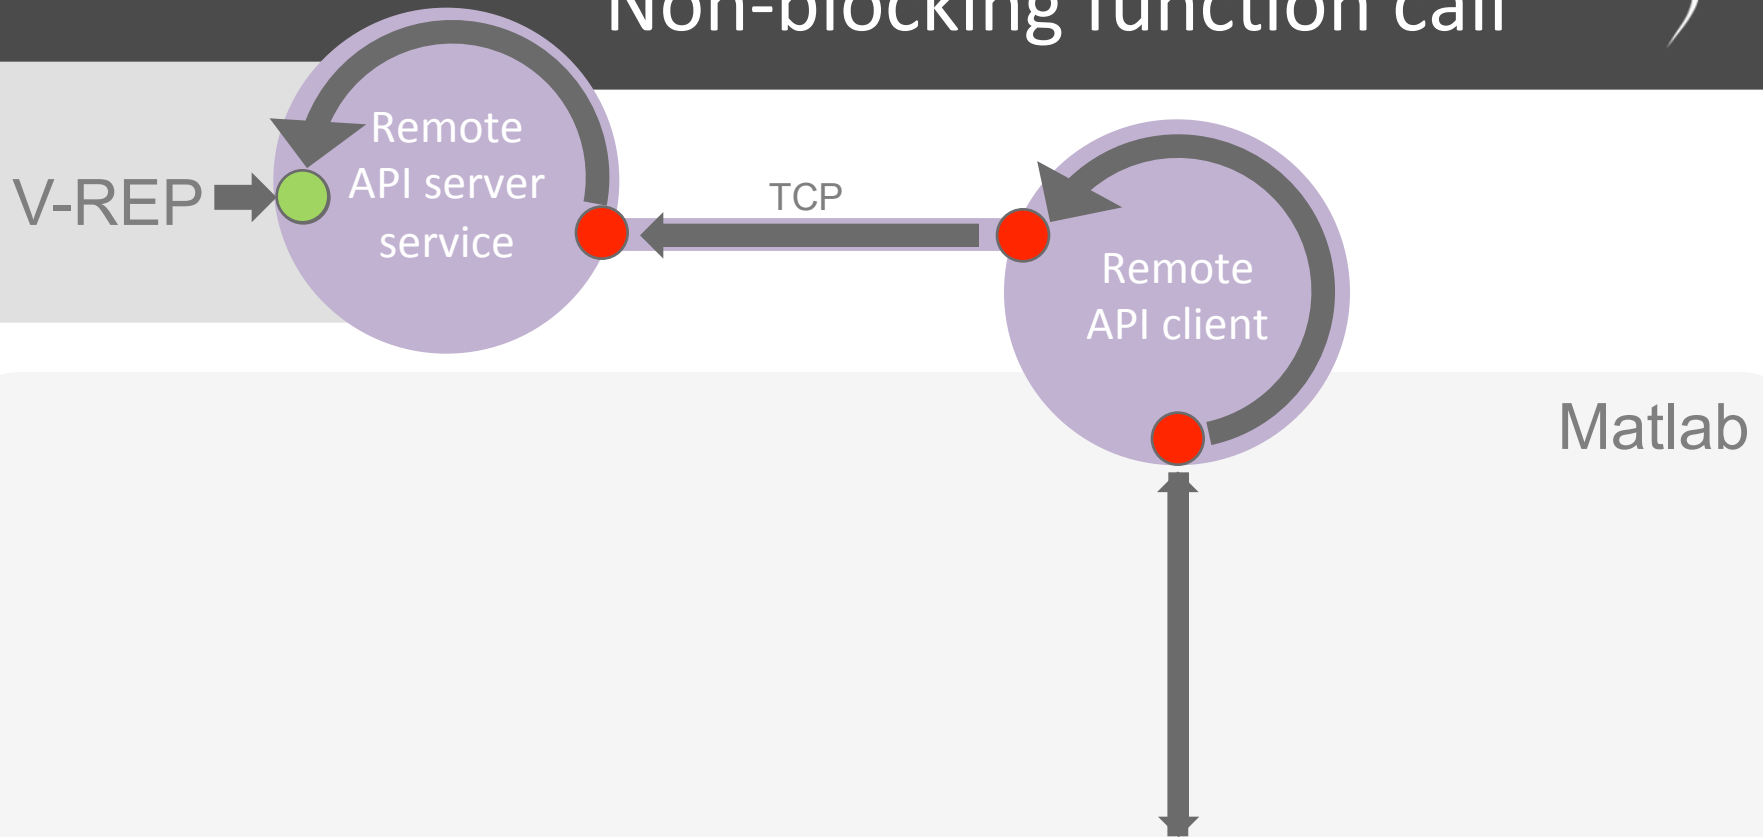 Non-blocking function call
Remote
API server
service
V-REP
TCP
Remote
API client
Matlab